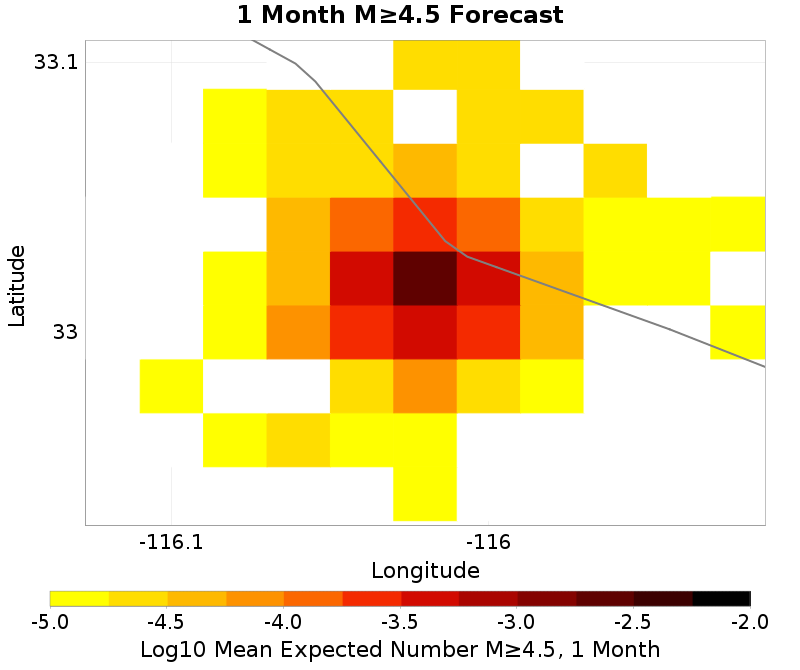 1 Month M≥4.5 Forecast
33.1
33
Latitude
-116.1 -116
Longitude
-5.0 -4.5 -4.0 -3.5 -3.0 -2.5 -2.0
Log10 Mean Expected Number M≥4.5, 1 Month